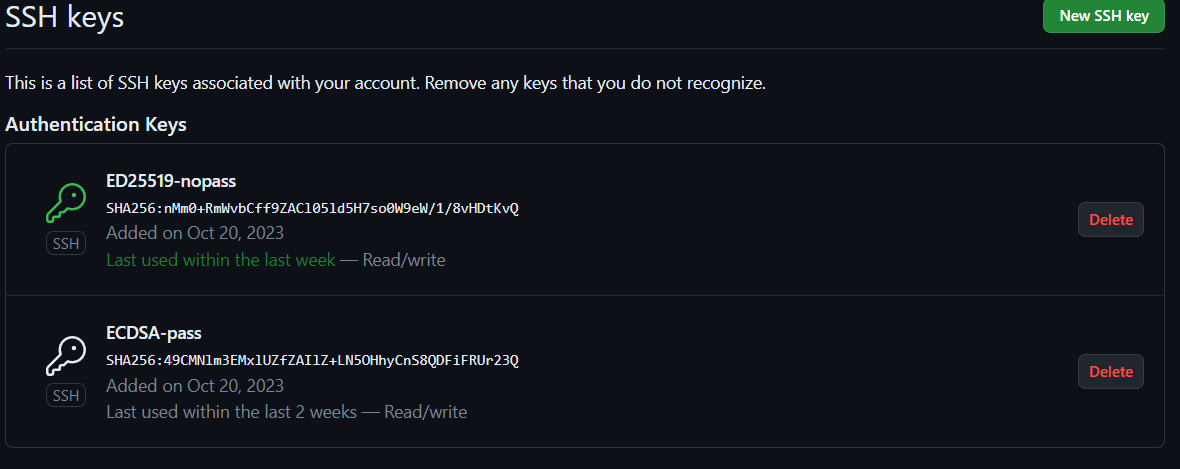 SSH keys
New SSH key
This is a list of SSH keys associated with your account. Remove any keys that you do not recognize.
Authentication Keys
ED25519-nopass
SHA256:nMm0+RmWvbCff9ZACl05ld5H7so0W9eW/1/8vHDtKvQ
Added on Oct 20, 2023
Last used within the last week — Read/write
SSH
Delete
ECDSA-pass
SHA256:49CMNlm3EMxlUZfZAIlZ+LN5OHhyCnS8QDFiFRUr23Q
Added on Oct 20, 2023
Last used within the last 2 weeks — Read/write
SSH
Delete